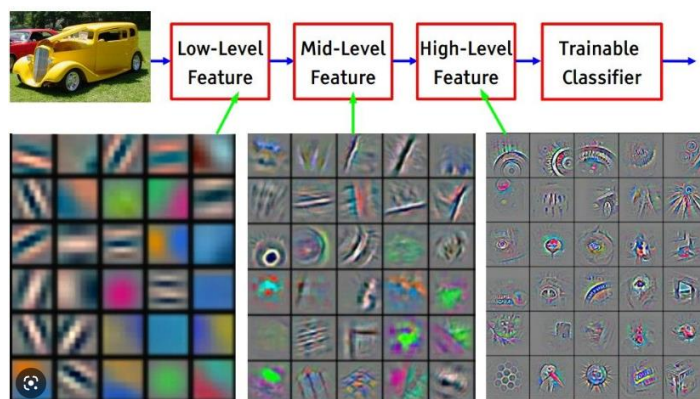 Low-Level
Feature
Mid-Level
Feature
High-Level
Feature
Trainable
Classifier